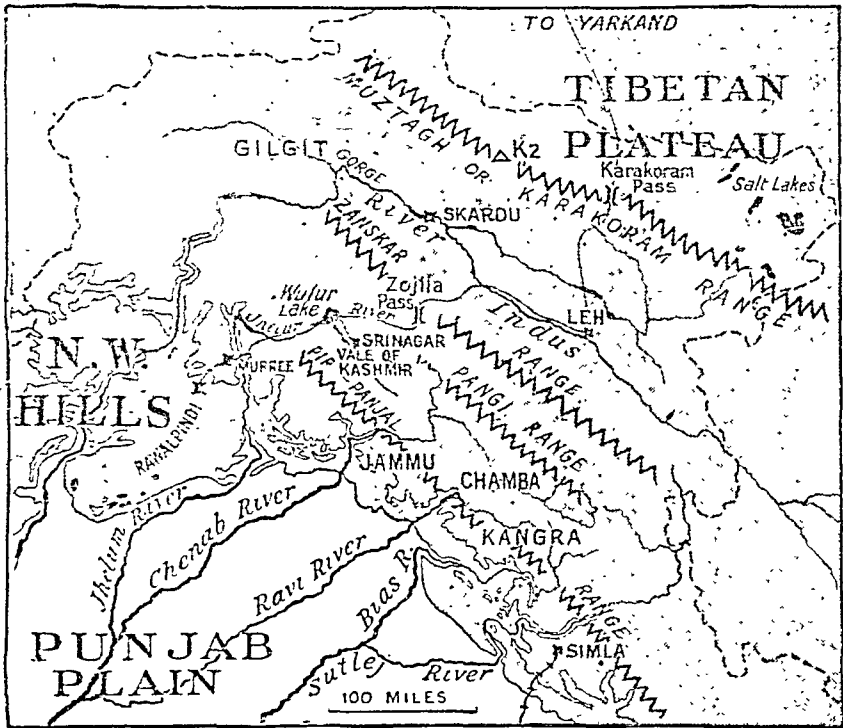 TO YARKAND
TIBETAN
PLATEAU
MUZTAGH OR KARAKORAM RANGE
K2
Karakoram
Pass
Salt Lakes
GILGIT
GORGE
River
SKARDU
ZANSKAR
Zojila
Pass
Indus
LEH
RANGE
Wular
Lake
Jhelum
River
SRINAGAR
VALE OF
KASHMIR
N.W.
HILLS
MURREE
PIR PANJAL
PANGI RANGE
RAWALPINDI
JAMMU
CHAMBA
KANGRA
RANGE
Jhelum River
Chenab River
Ravi River
Bias R.
Sutlej River
SIMLA
PUNJAB
PLAIN
100 MILES